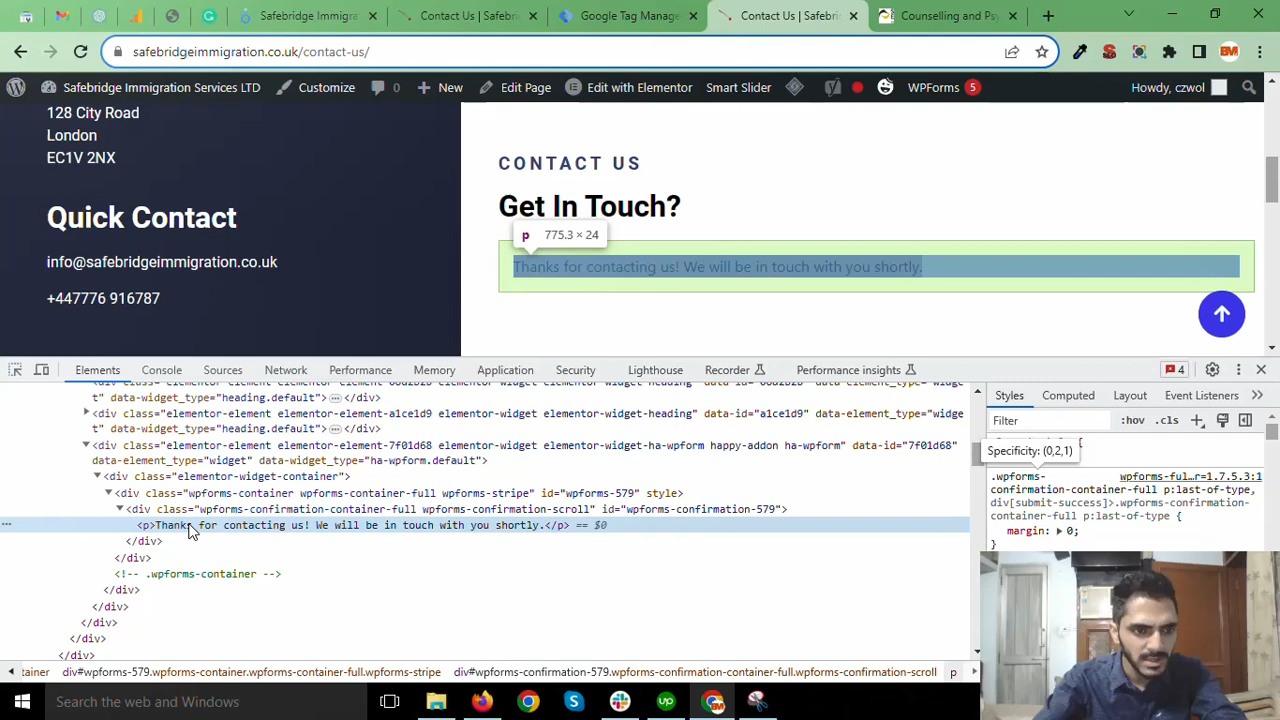 Safebridge Immigra
Contact Us | Safebrid
Google Tag Manage
Contact Us | Safebri
Counselling and Psy
safebridgeimmigration.co.uk/contact-us/
Safebridge Immigration Services LTD
Customize
0
New
Edit Page
Edit with Elementor
Smart Slider
WPForms 5
Howdy, czwol
128 City Road
London
EC1V 2NX
Quick Contact
info@safebridgeimmigration.co.uk
+447776 916787
CONTACT US
Get In Touch?
p 775.3 × 24
Thanks for contacting us! We will be in touch with you shortly.
Elements
Console
Sources
Network
Performance
Memory
Application
Security
Lighthouse
Recorder
Performance insights
4
t" data-widget_type="heading.default"> … </div>
<div class="elementor-element elementor-element-a1ce1d9 elementor-widget elementor-widget-heading" data-id="a1ce1d9" data-element_type="widge
t" data-widget_type="heading.default"> … </div>
<div class="elementor-element elementor-element-7f01d68 elementor-widget elementor-widget-ha-wpform happy-addon ha-wpform" data-id="7f01d68"
data-element_type="widget" data-widget_type="ha-wpform.default">
<div class="elementor-widget-container">
<div class="wpforms-container wpforms-container-full wpforms-stripe" id="wpforms-579" style>
<div class="wpforms-confirmation-container-full wpforms-confirmation-scroll" id="wpforms-confirmation-579">
<p>Thanks for contacting us! We will be in touch with you shortly.</p> == $0
</div>
</div>
<!-- .wpforms-container -->
</div>
</div>
</div>
</div>
</div>
Styles
Computed
Layout
Event Listeners
Filter
:hov
.cls
Specificity: (0,2,1)
.wpforms- wpforms-ful…r=1.7.5.3:1
confirmation-container-full p:last-of-type,
div[submit-success]>.wpforms-confirmation-
container-full p:last-of-type {
margin: 0;
}
tainer
div#wpforms-579.wpforms-container.wpforms-container-full.wpforms-stripe
div#wpforms-confirmation-579.wpforms-confirmation-container-full.wpforms-confirmation-scroll
p
Search the web and Windows